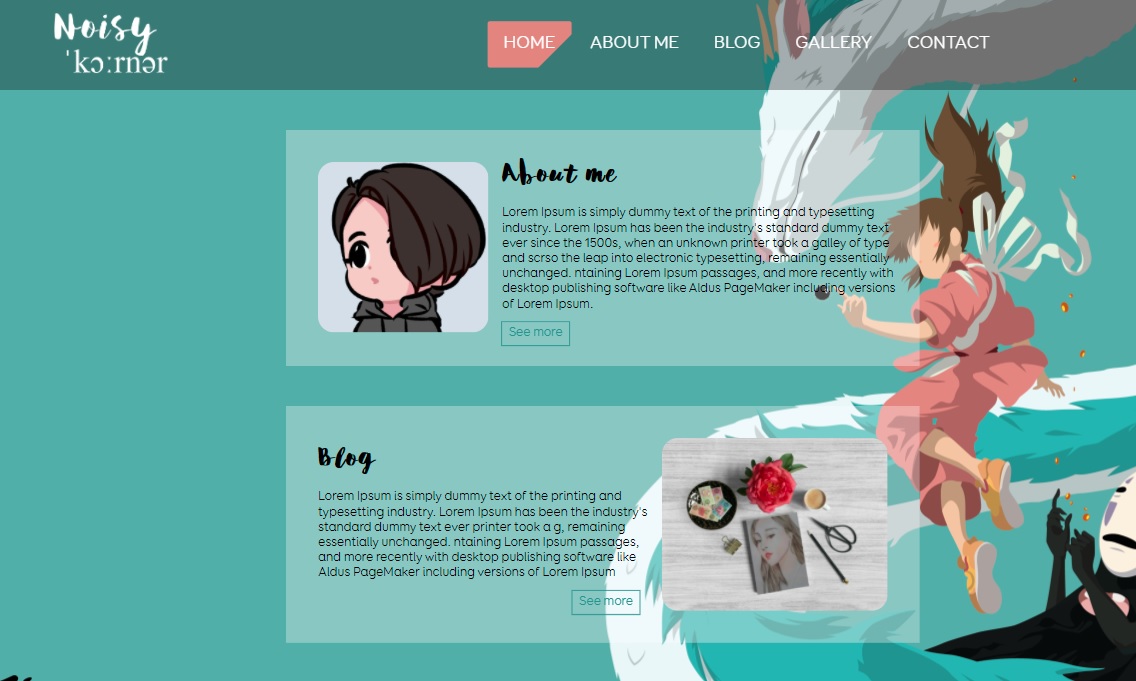 Noisy
ˈkɔːrnər
HOME ABOUT ME BLOG GALLERY CONTACT
About me
Lorem Ipsum is simply dummy text of the printing and typesetting
industry. Lorem Ipsum has been the industry's standard dummy text
ever since the 1500s, when an unknown printer took a galley of type
and scrso the leap into electronic typesetting, remaining essentially
unchanged. ntaining Lorem Ipsum passages, and more recently with
desktop publishing software like Aldus PageMaker including versions
of Lorem Ipsum.
See more
Blog
Lorem Ipsum is simply dummy text of the printing and
typesetting industry. Lorem Ipsum has been the industry's
standard dummy text ever printer took a g, remaining
essentially unchanged. ntaining Lorem Ipsum passages,
and more recently with desktop publishing software like
Aldus PageMaker including versions of Lorem Ipsum
See more